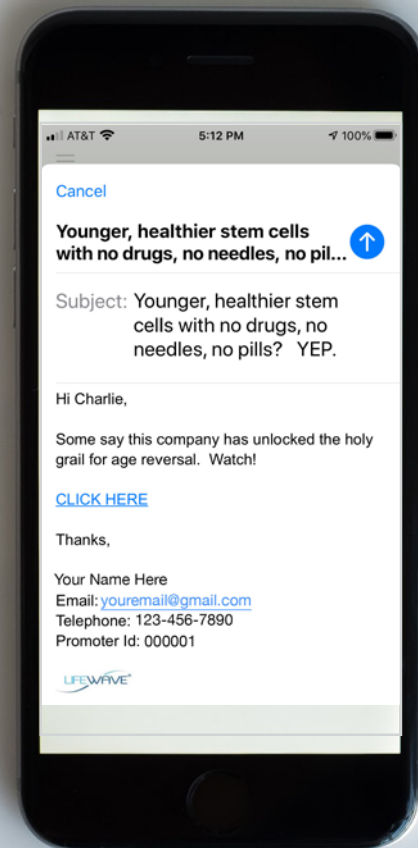 AT&T 5:12 PM 100%
Cancel
Younger, healthier stem cells
with no drugs, no needles, no pil...
Subject: Younger, healthier stem
cells with no drugs, no
needles, no pills? YEP.
Hi Charlie,
Some say this company has unlocked the holy
grail for age reversal. Watch!
CLICK HERE
Thanks,
Your Name Here
Email: youremail@gmail.com
Telephone: 123-456-7890
Promoter Id: 000001
LIFEWAVE